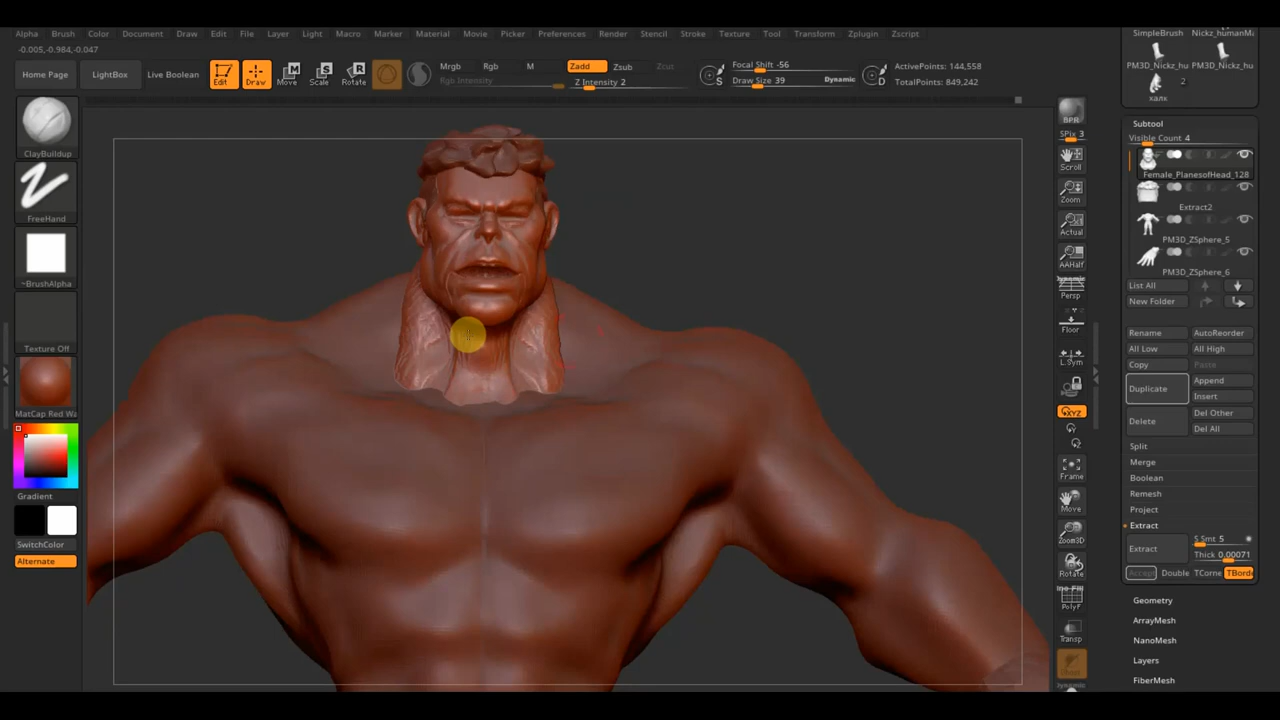 SimpleBrush Nickz_humanMa
Alpha Brush Color Document Draw Edit File Layer Light Macro Marker Material Movie Picker Preferences Render Stencil Stroke Texture Tool Transform Zplugin Zscript
-0.005,-0.984,-0.047
Home Page LightBox Live Boolean Edit Draw Move Scale Rotate Mrgb Rgb M Zadd Zsub Zcut Focal Shift -56 ActivePoints: 144,558
Rgb Intensity Z Intensity 2 Draw Size 39 Dynamic TotalPoints: 849,242
S D
PM3D_Nickz_hu PM3D_Nickz_hu
2
калк
ClayBuildup
FreeHand
~BrushAlpha
Texture Off
MatCap Red Wa
Gradient
SwitchColor
Alternate
BPR
SPix 3
Scroll
Zoom
Actual
AAHalf
Dynamic
Persp
Floor
L.Sym
XYZ
Y
Z
Frame
Move
Zoom3D
Rotate
PolyF
Transp
Dynamic
Subtool
Visible Count 4
Female_PlanesofHead_128
Extract2
PM3D_ZSphere_5
PM3D_ZSphere_6
List All
New Folder
Rename AutoReorder
All Low All High
Copy Paste
Duplicate Append
Insert
Delete Del Other
Del All
Split
Merge
Boolean
Remesh
Project
Extract
Extract S Smt 5
Thick 0.00071
Accept Double TCorne TBorde
Geometry
ArrayMesh
NanoMesh
Layers
FiberMesh